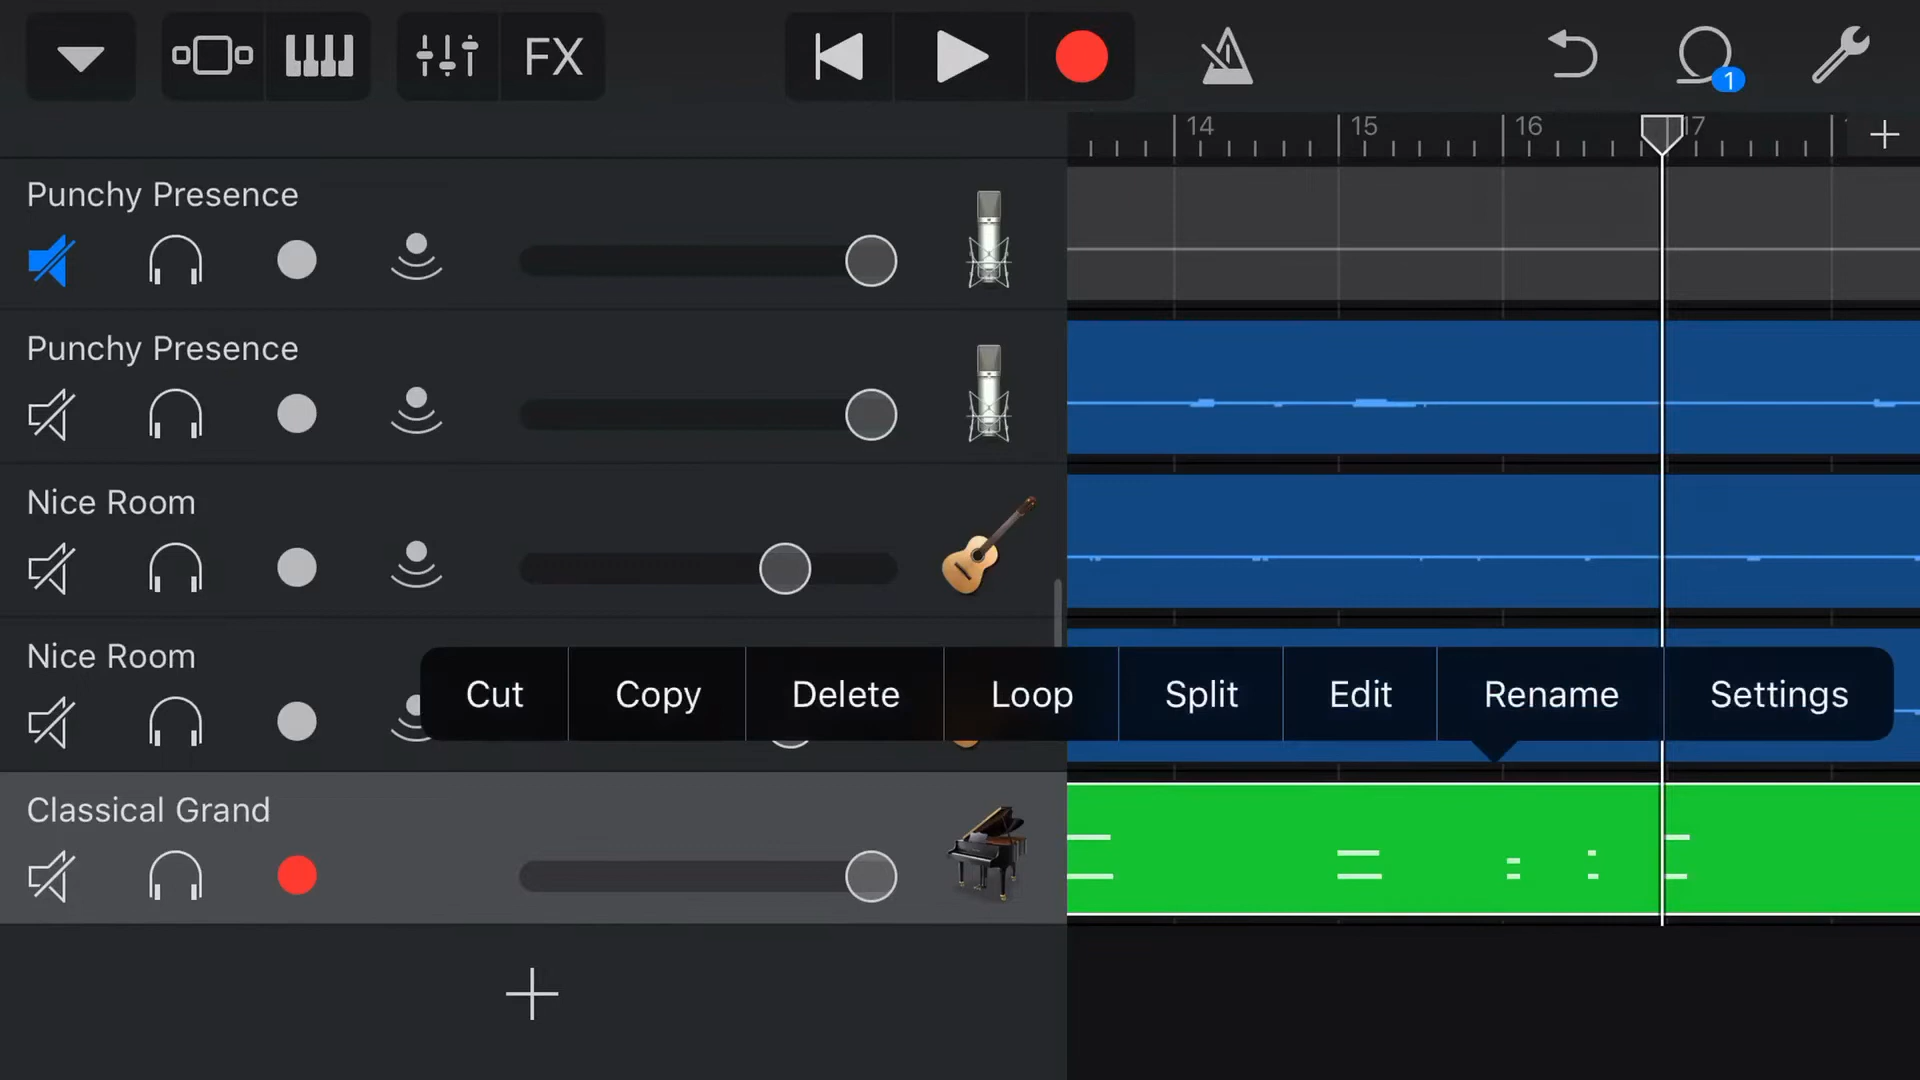 FX
1
14 15 16 17
Punchy Presence
Punchy Presence
Nice Room
Nice Room
Cut Copy Delete Loop Split Edit Rename Settings
Classical Grand